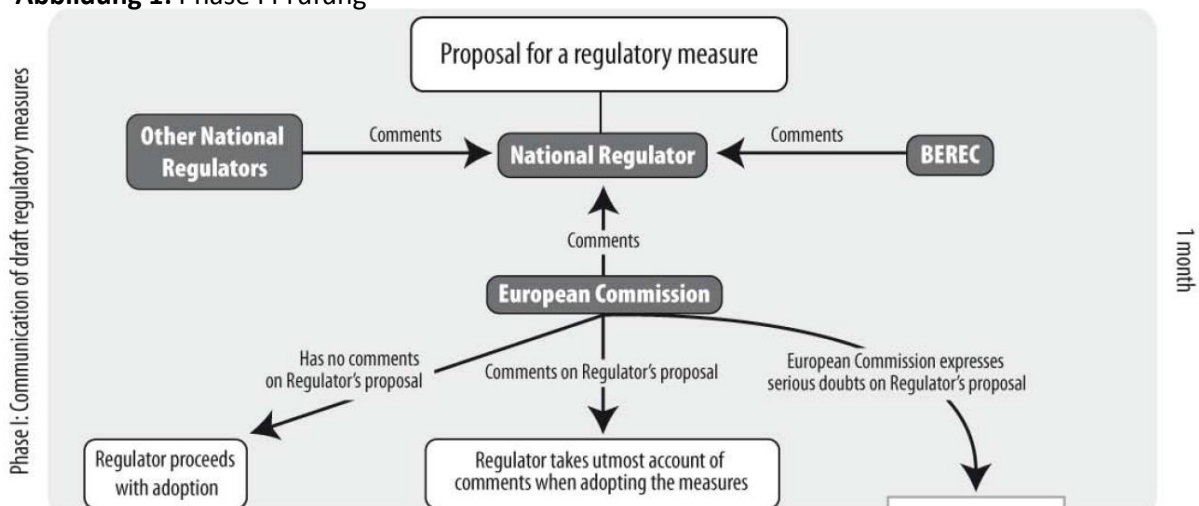 Abbildung 1: Phase I Prüfung
Proposal for a regulatory measure
Other National
Regulators
Comments
National Regulator
Comments
BEREC
Comments
European Commission
Has no comments
on Regulator's proposal
Comments on Regulator's proposal
European Commission expresses
serious doubts on Regulator's proposal
Regulator proceeds
with adoption
Regulator takes utmost account of
comments when adopting the measures
Phase I: Communication of draft regulatory measures
1 month